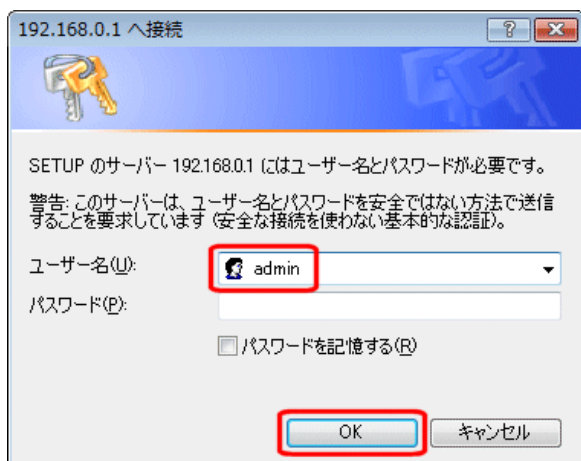 192.168.0.1 へ接続
SETUP のサーバー 192.168.0.1 にはユーザー名とパスワードが必要です。
警告: このサーバーは、ユーザー名とパスワードを安全ではない方法で送信
することを要求しています (安全な接続を使わない基本的な認証)。
ユーザー名(U):
admin
パスワード(P):
パスワードを記憶する(R)
OK
キャンセル